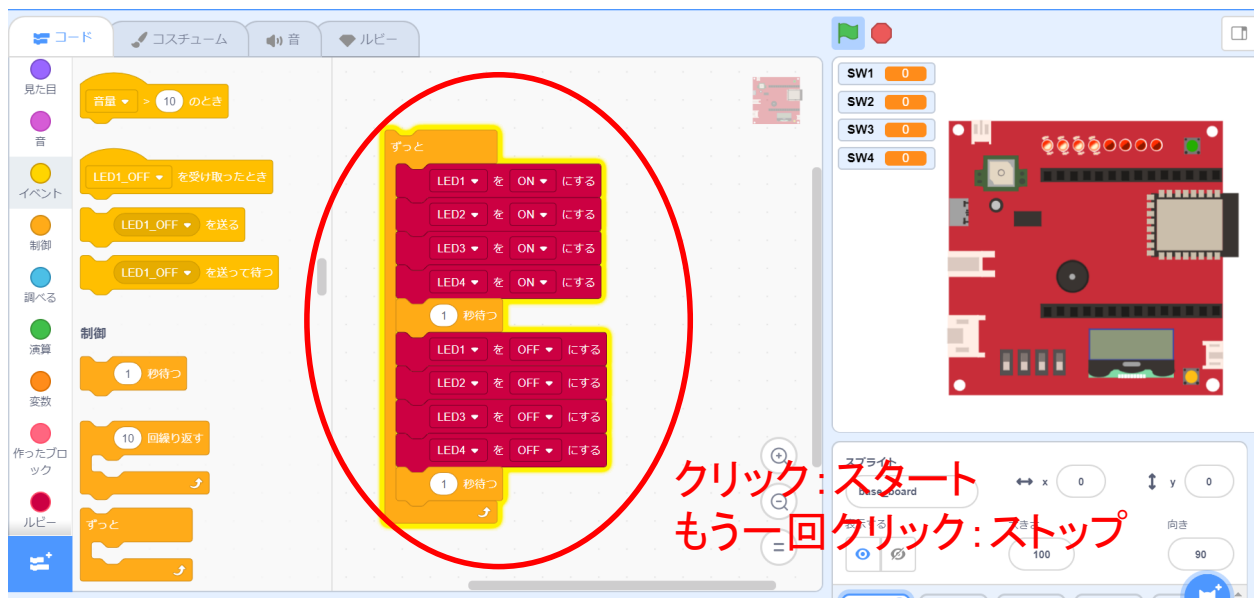 コード
コスチューム
音
ルビー
見た目
音
イベント
制御
調べる
演算
変数
作ったブロ
ック
ルビー
音量 > 10 のとき
LED1_OFF を受け取ったとき
LED1_OFF を送る
LED1_OFF を送って待つ
制御
1 秒待つ
10 回繰り返す
ずっと
ずっと
LED1 を ON にする
LED2 を ON にする
LED3 を ON にする
LED4 を ON にする
1 秒待つ
LED1 を OFF にする
LED2 を OFF にする
LED3 を OFF にする
LED4 を OFF にする
1 秒待つ
クリック：スタート
もう一回クリック：ストップ
SW1 0
SW2 0
SW3 0
SW4 0
スプライト
base_board
x 0
y 0
表示する
大きさ
100
向き
90